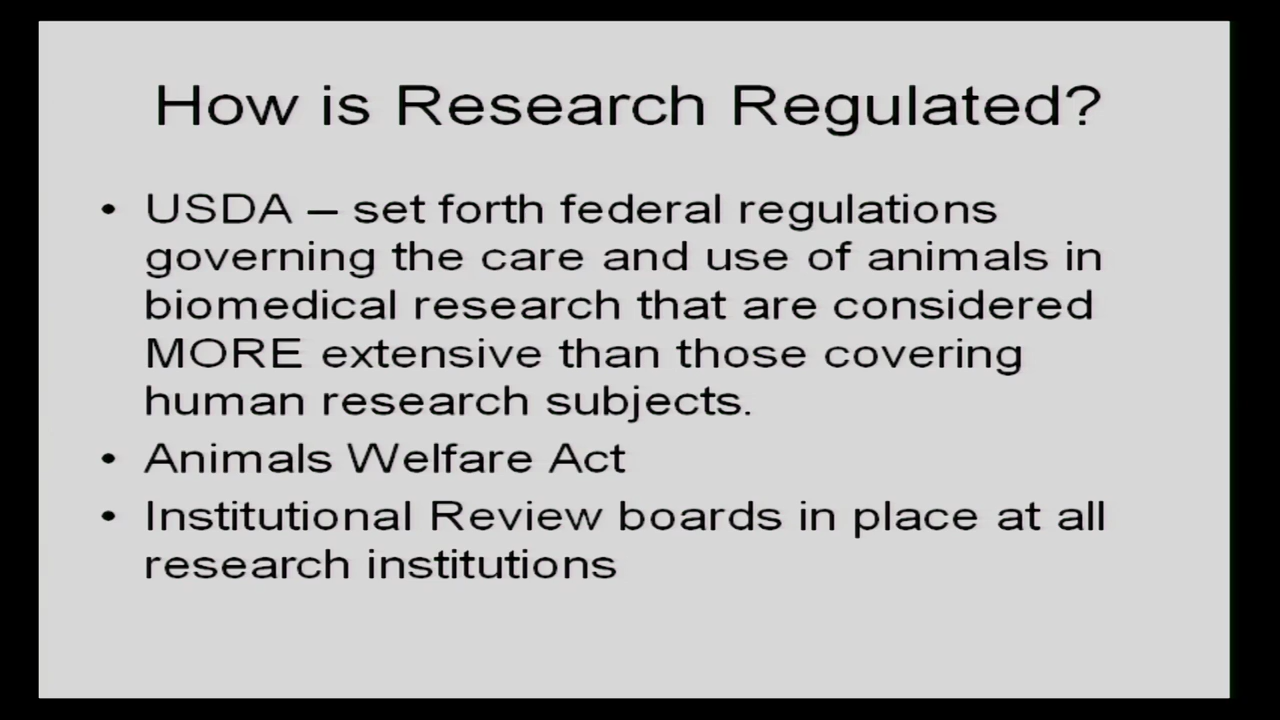 How is Research Regulated?
• USDA – set forth federal regulations
governing the care and use of animals in
biomedical research that are considered
MORE extensive than those covering
human research subjects.
• Animals Welfare Act
• Institutional Review boards in place at all
research institutions